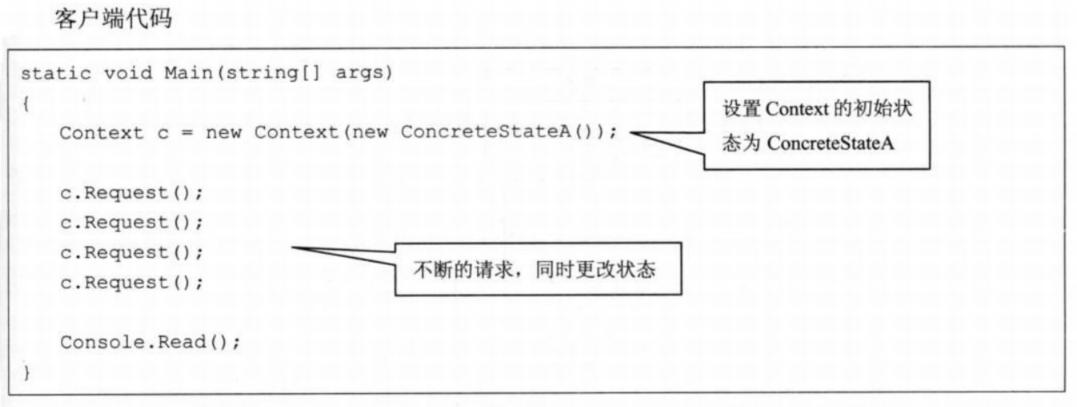 客户端代码
static void Main(string[] args)
{
Context c = new Context(new ConcreteStateA());
设置 Context 的初始状
态为 ConcreteStateA
c.Request();
c.Request();
c.Request();
c.Request();
不断的请求，同时更改状态
Console.Read();
}